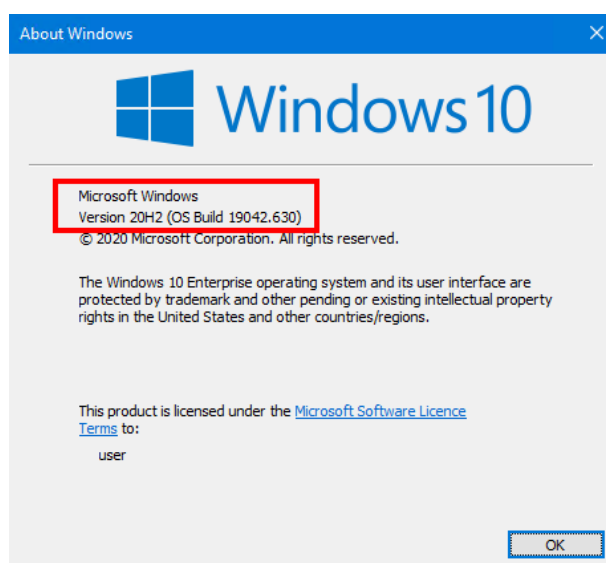 About Windows
Windows 10
Microsoft Windows
Version 20H2 (OS Build 19042.630)
© 2020 Microsoft Corporation. All rights reserved.
The Windows 10 Enterprise operating system and its user interface are
protected by trademark and other pending or existing intellectual property
rights in the United States and other countries/regions.
This product is licensed under the Microsoft Software Licence
Terms to:
user
OK